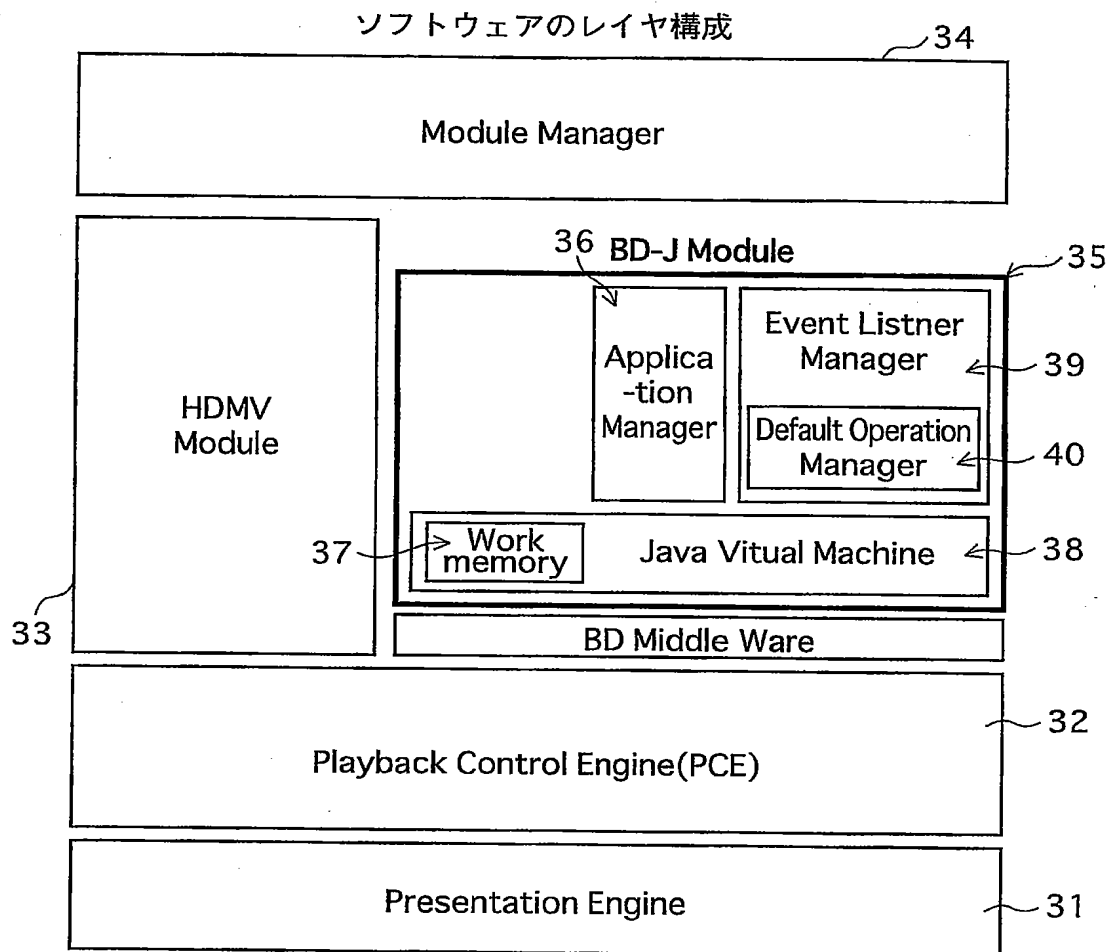 ソフトウェアのレイヤ構成
34
Module Manager
36
BD-J Module
35
HDMV
Module
Applica
-tion
Manager
Event Listner
Manager
39
Default Operation
Manager
40
37
Work
memory
Java Vitual Machine
38
33
BD Middle Ware
32
Playback Control Engine(PCE)
Presentation Engine
31